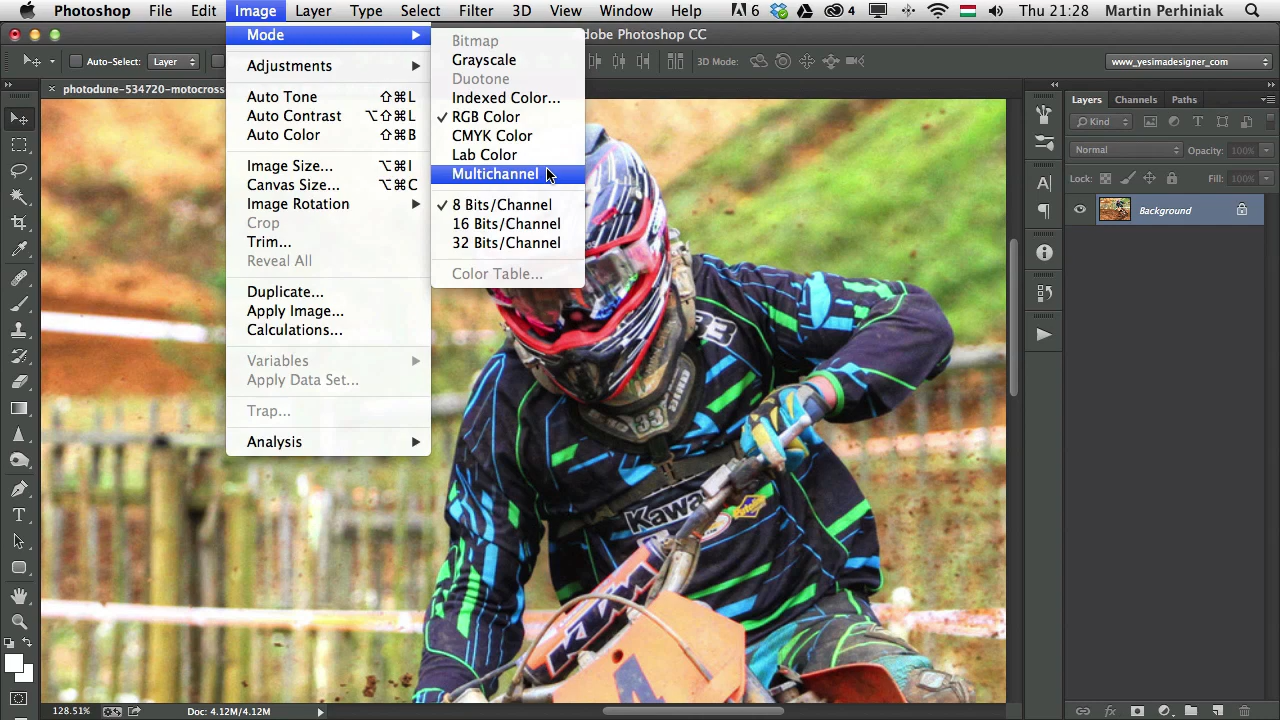 Photoshop File Edit Image Layer Type Select Filter 3D View Window Help 6 4 Thu 21:28 Martin Perhiniak
Adobe Photoshop CC
Auto-Select: Layer 3D Mode: www_yesimadesigner_com
photodune-534720-motocross
Mode
Adjustments
Auto Tone ⇧⌘L
Auto Contrast ⌥⇧⌘L
Auto Color ⇧⌘B
Image Size... ⌥⌘I
Canvas Size... ⌥⌘C
Image Rotation
Crop
Trim...
Reveal All
Duplicate...
Apply Image...
Calculations...
Variables
Apply Data Set...
Trap...
Analysis
Bitmap
Grayscale
Duotone
Indexed Color...
✓ RGB Color
CMYK Color
Lab Color
Multichannel
✓ 8 Bits/Channel
16 Bits/Channel
32 Bits/Channel
Color Table...
Layers Channels Paths
Kind
Normal Opacity: 100%
Lock: Fill: 100%
Background
33
Kawa
128.51% Doc: 4.12M/4.12M